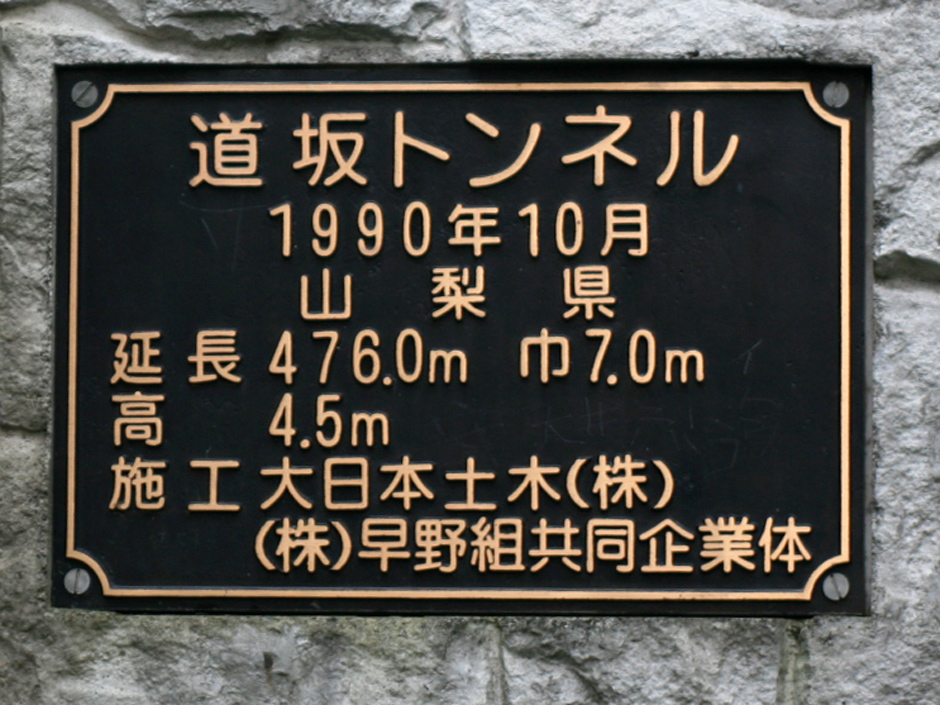 道坂トンネル
1990年10月
山梨県
延長 476.0m 巾7.0m
高 4.5m
施工 大日本土木(株)
(株)早野組共同企業体